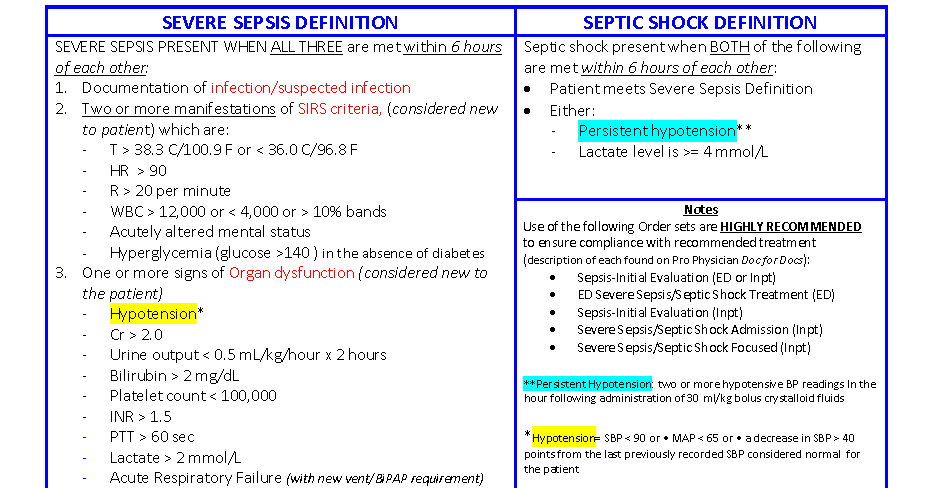 SEVERE SEPSIS DEFINITION
SEVERE SEPSIS PRESENT WHEN ALL THREE are met within 6 hours
of each other:
1. Documentation of infection/suspected infection
2. Two or more manifestations of SIRS criteria, (considered new
to patient) which are:
- T > 38.3 C/100.9 F or < 36.0 C/96.8 F
- HR > 90
- R > 20 per minute
- WBC > 12,000 or < 4,000 or > 10% bands
- Acutely altered mental status
- Hyperglycemia (glucose >140 ) in the absence of diabetes
3. One or more signs of Organ dysfunction (considered new to
the patient)
- Hypotension*
- Cr > 2.0
- Urine output < 0.5 mL/kg/hour x 2 hours
- Bilirubin > 2 mg/dL
- Platelet count < 100,000
- INR > 1.5
- PTT > 60 sec
- Lactate > 2 mmol/L
- Acute Respiratory Failure (with new vent/BiPAP requirement)
SEPTIC SHOCK DEFINITION
Septic shock present when BOTH of the following
are met within 6 hours of each other:
• Patient meets Severe Sepsis Definition
• Either:
- Persistent hypotension**
- Lactate level is >= 4 mmol/L
Notes
Use of the following Order sets are HIGHLY RECOMMENDED
to ensure compliance with recommended treatment
(description of each found on Pro Physician Doc for Docs):
• Sepsis-Initial Evaluation (ED or Inpt)
• ED Severe Sepsis/Septic Shock Treatment (ED)
• Sepsis-Initial Evaluation (Inpt)
• Severe Sepsis/Septic Shock Admission (Inpt)
• Severe Sepsis/Septic Shock Focused (Inpt)
**Persistent Hypotension: two or more hypotensive BP readings In the
hour following administration of 30 ml/kg bolus crystalloid fluids
*Hypotension= SBP < 90 or • MAP < 65 or • a decrease in SBP > 40
points from the last previously recorded SBP considered normal for
the patient